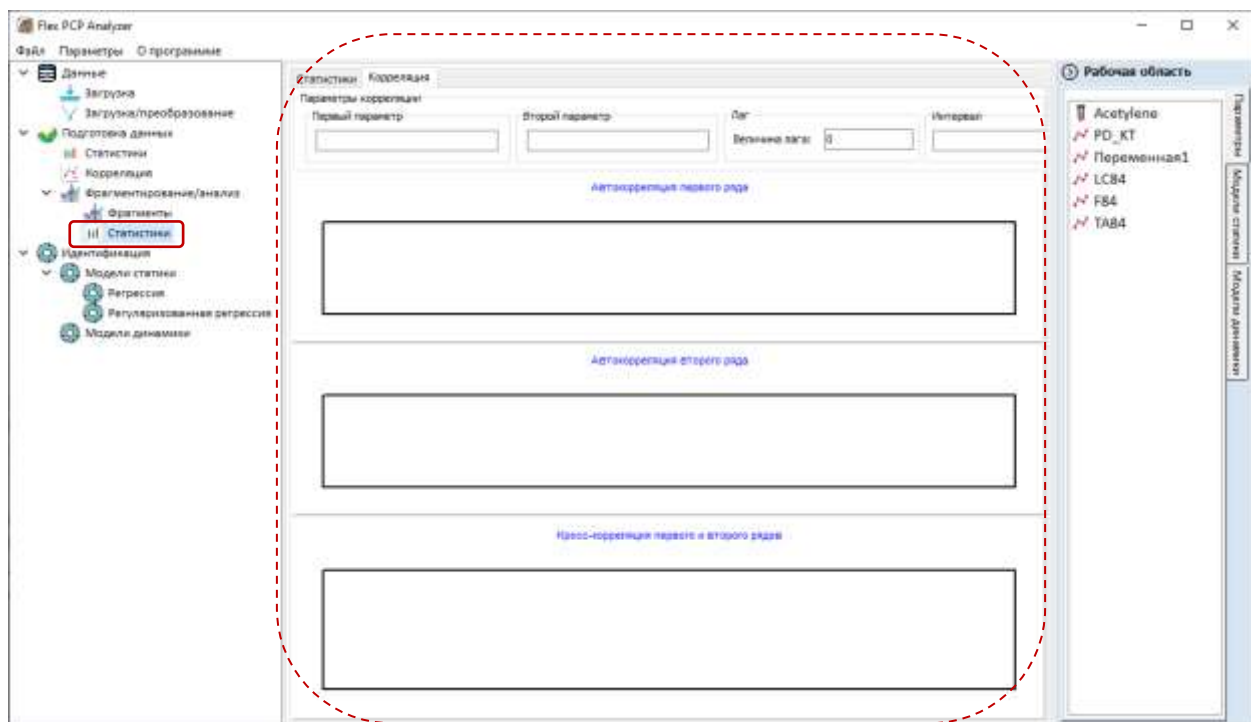 Flex PCP Analyzer
Файл Параметры О программе
Данные
Загрузка
Загрузка/преобразование
Подготовка данных
Статистики
Корреляция
Фрагментирование/анализ
Фрагменты
Статистики
Идентификация
Модели статики
Регрессия
Регуляризованная регрессия
Модели динамики
Статистики Корреляция
Параметры корреляции
Первый параметр Второй параметр Лаг Интервал
Величина лага: 0
Автокорреляция первого ряда
Автокорреляция второго ряда
Кросс-корреляция первого и второго рядов
Рабочая область
Acetylene
PO_KT
Переменная1
LC84
F84
TA84
Параметры
Модели статики
Модели динамики